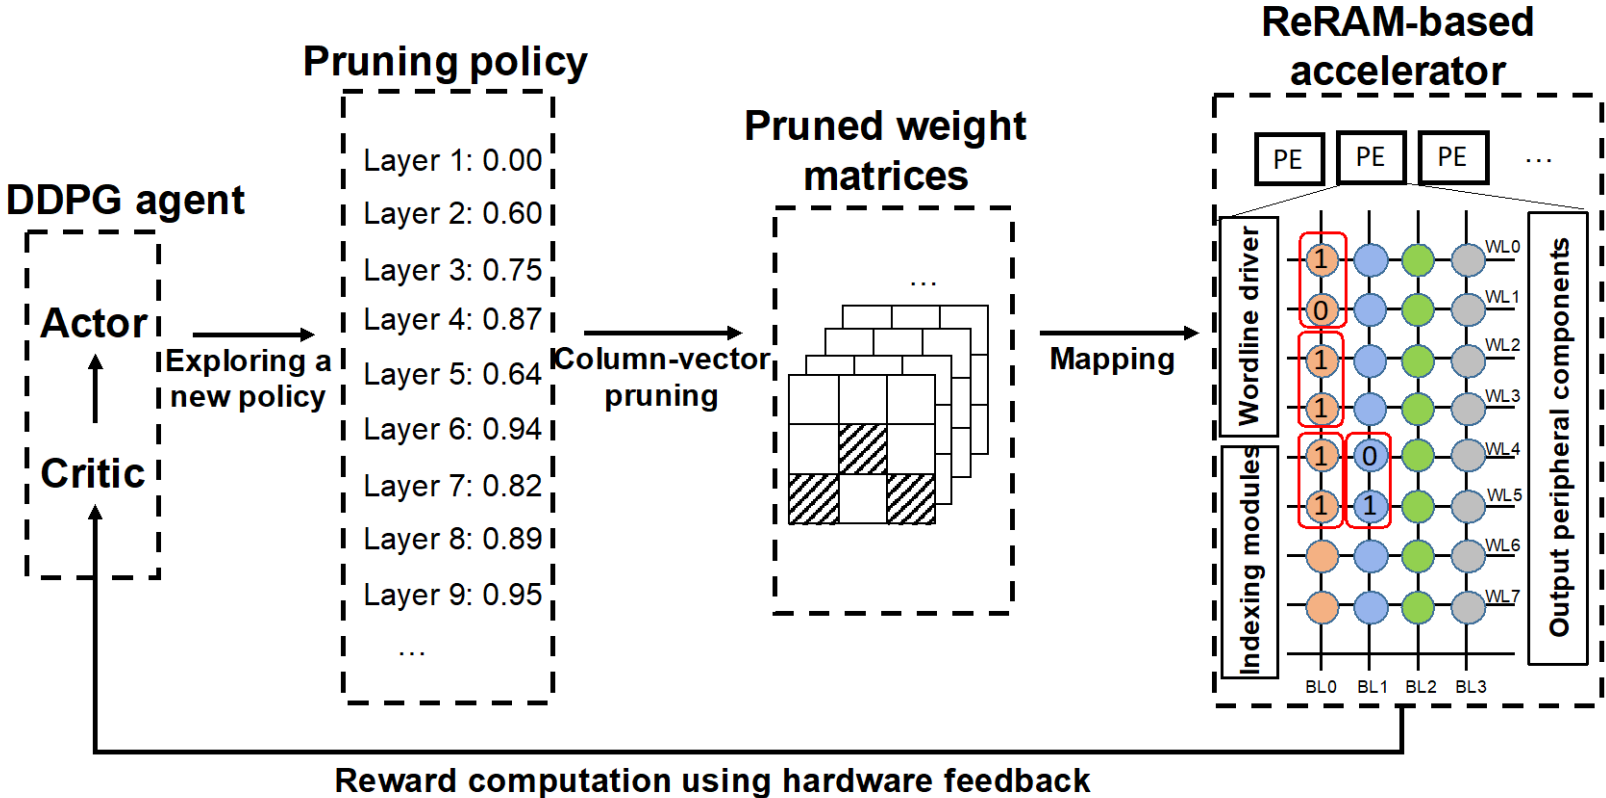 DDPG agent
Actor
Critic
Exploring a
new policy
Pruning policy
Layer 1: 0.00
Layer 2: 0.60
Layer 3: 0.75
Layer 4: 0.87
Layer 5: 0.64
Layer 6: 0.94
Layer 7: 0.82
Layer 8: 0.89
Layer 9: 0.95
...
Column-vector
pruning
Pruned weight
matrices
...
Mapping
ReRAM-based
accelerator
PE PE PE ...
Wordline driver
Indexing modules
1 WL0
0 WL1
1 WL2
1 WL3
1 0 WL4
1 1 WL5
WL6
WL7
BL0 BL1 BL2 BL3
Output peripheral components
Reward computation using hardware feedback